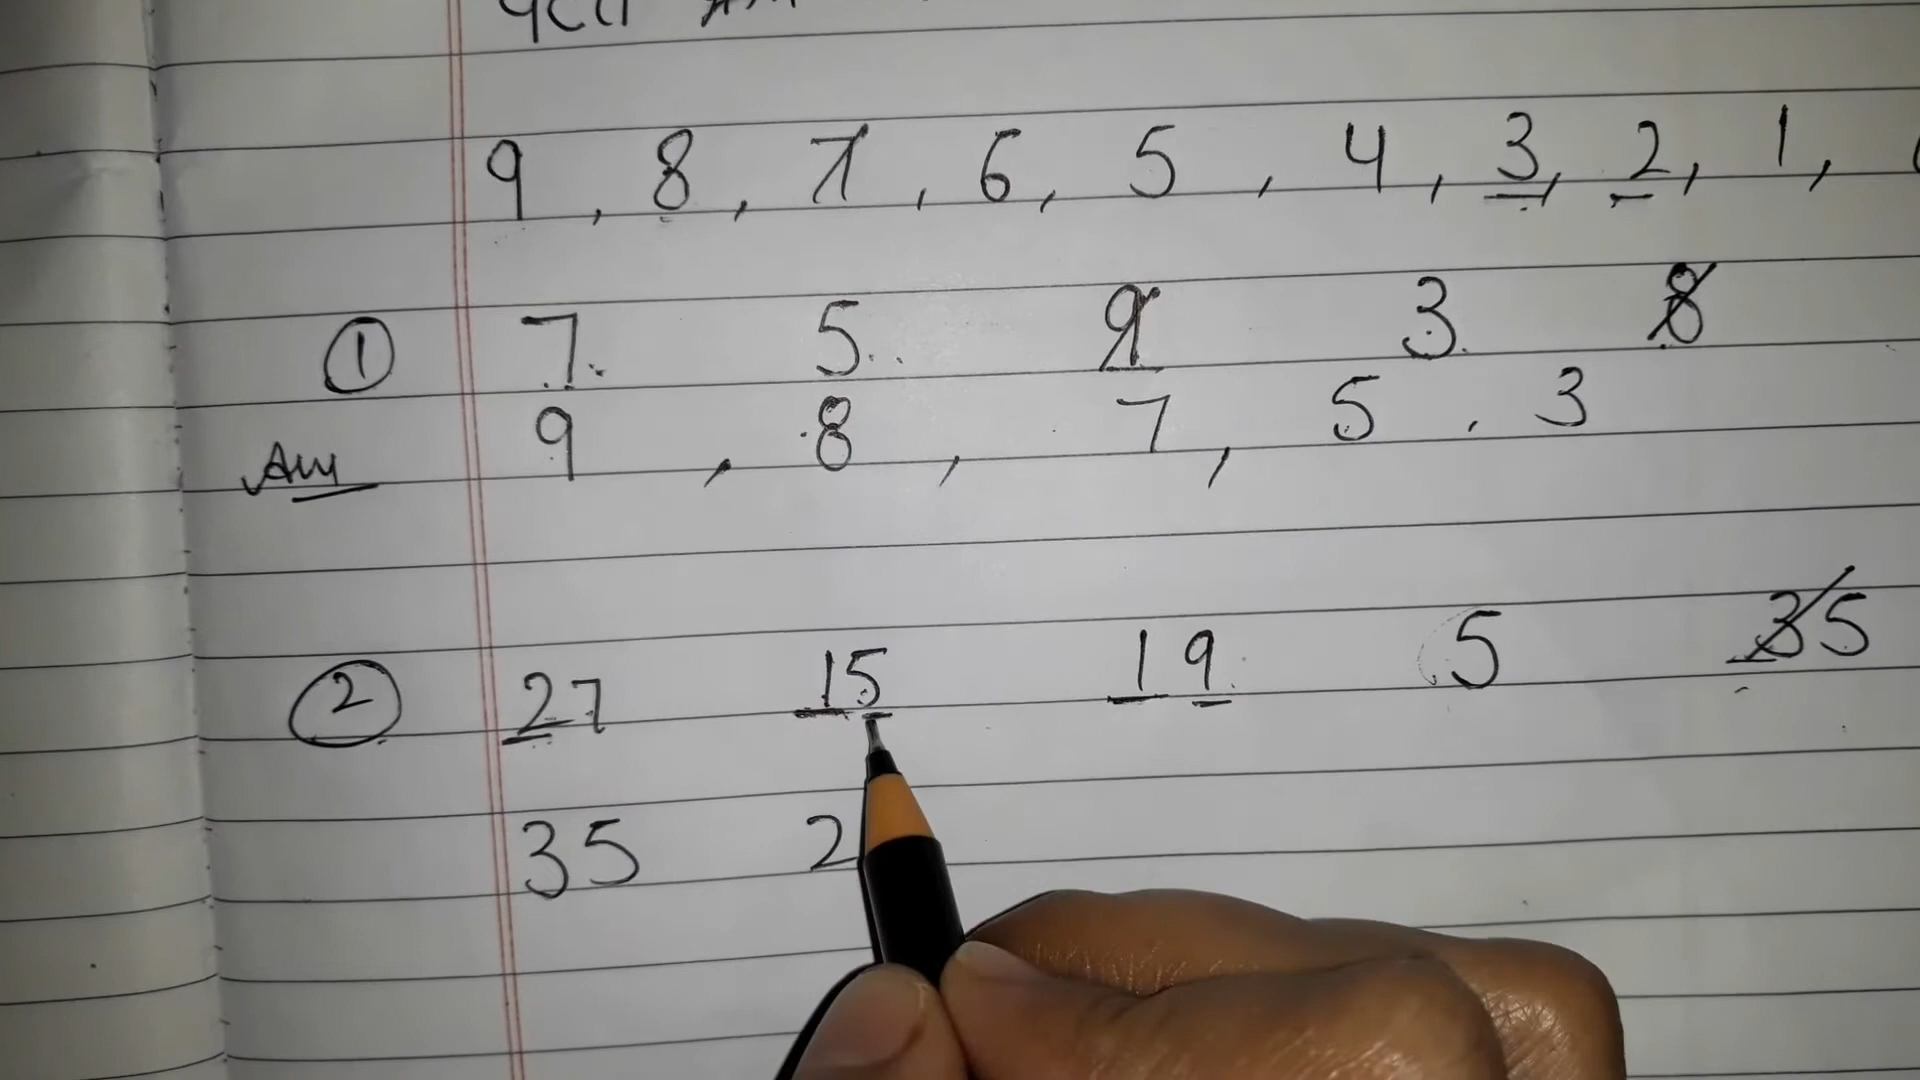 9, 8, 7, 6, 5, 4, 3, 2, 1,
① 7 5 9 3 8
Ans 9, 8, 7, 5, 3
② 27 15 19 5 35
35 2